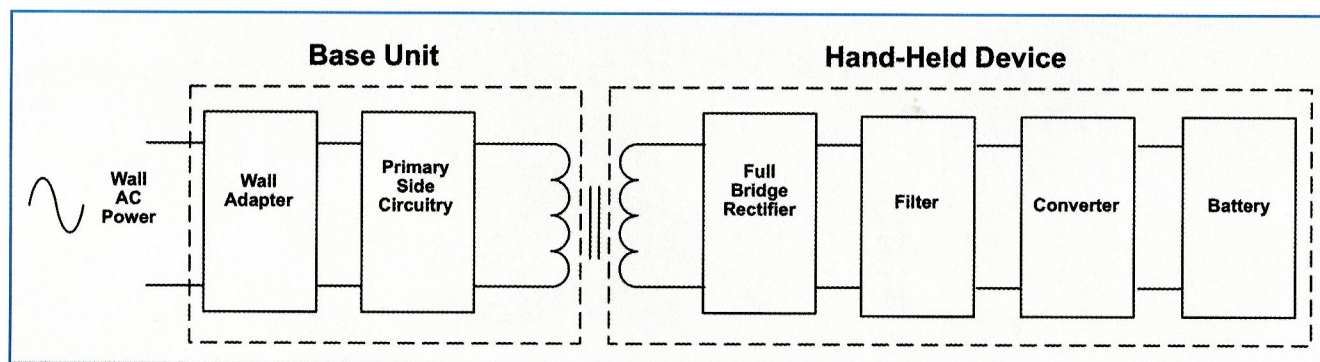 Base Unit
Hand-Held Device
Wall
AC
Power
Wall
Adapter
Primary
Side
Circuitry
Full
Bridge
Rectifier
Filter
Converter
Battery